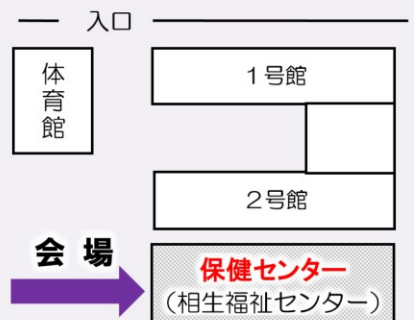 入口
体育館
1号館
2号館
会場
保健センター
(相生福祉センター)